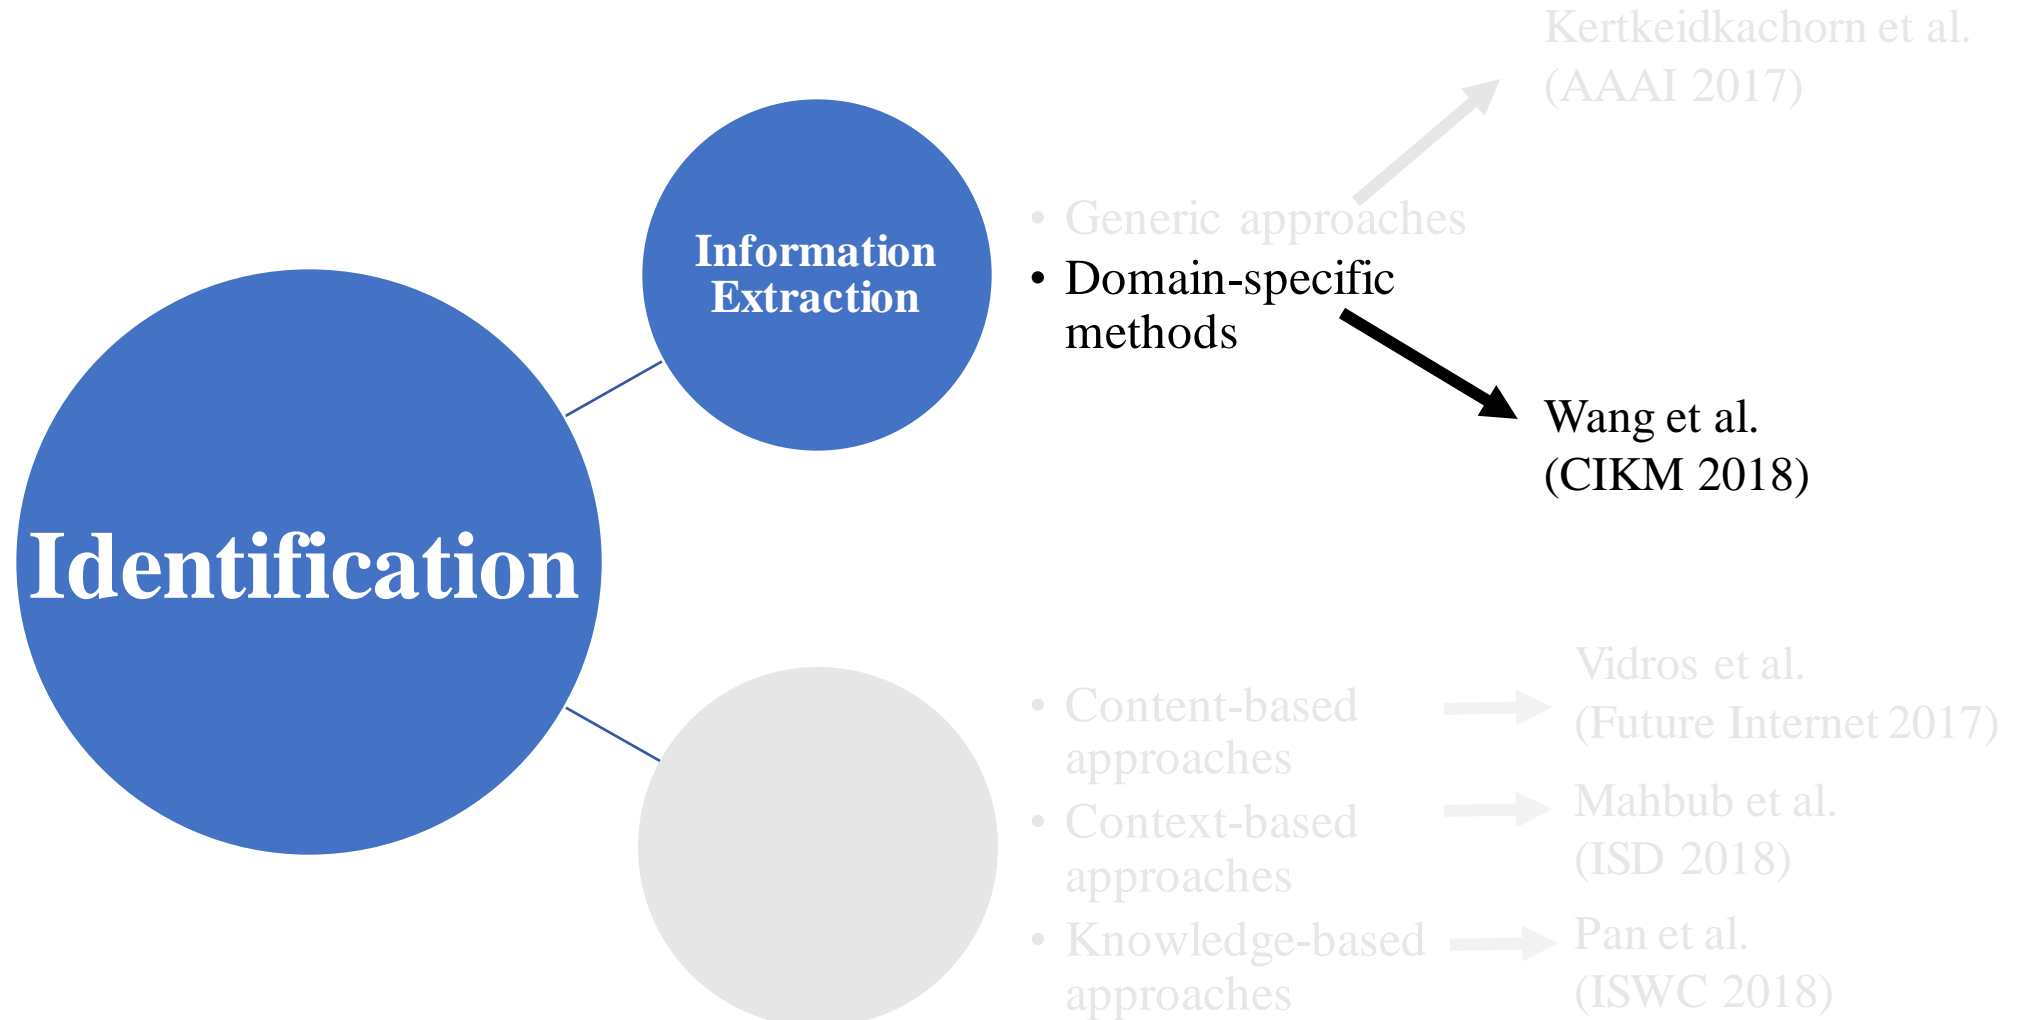 Identification
Information
Extraction
• Generic approaches
• Domain-specific
methods
Kertkeidkachorn et al.
(AAAI 2017)
Wang et al.
(CIKM 2018)
• Content-based
approaches
• Context-based
approaches
• Knowledge-based
approaches
Vidros et al.
(Future Internet 2017)
Mahbub et al.
(ISD 2018)
Pan et al.
(ISWC 2018)